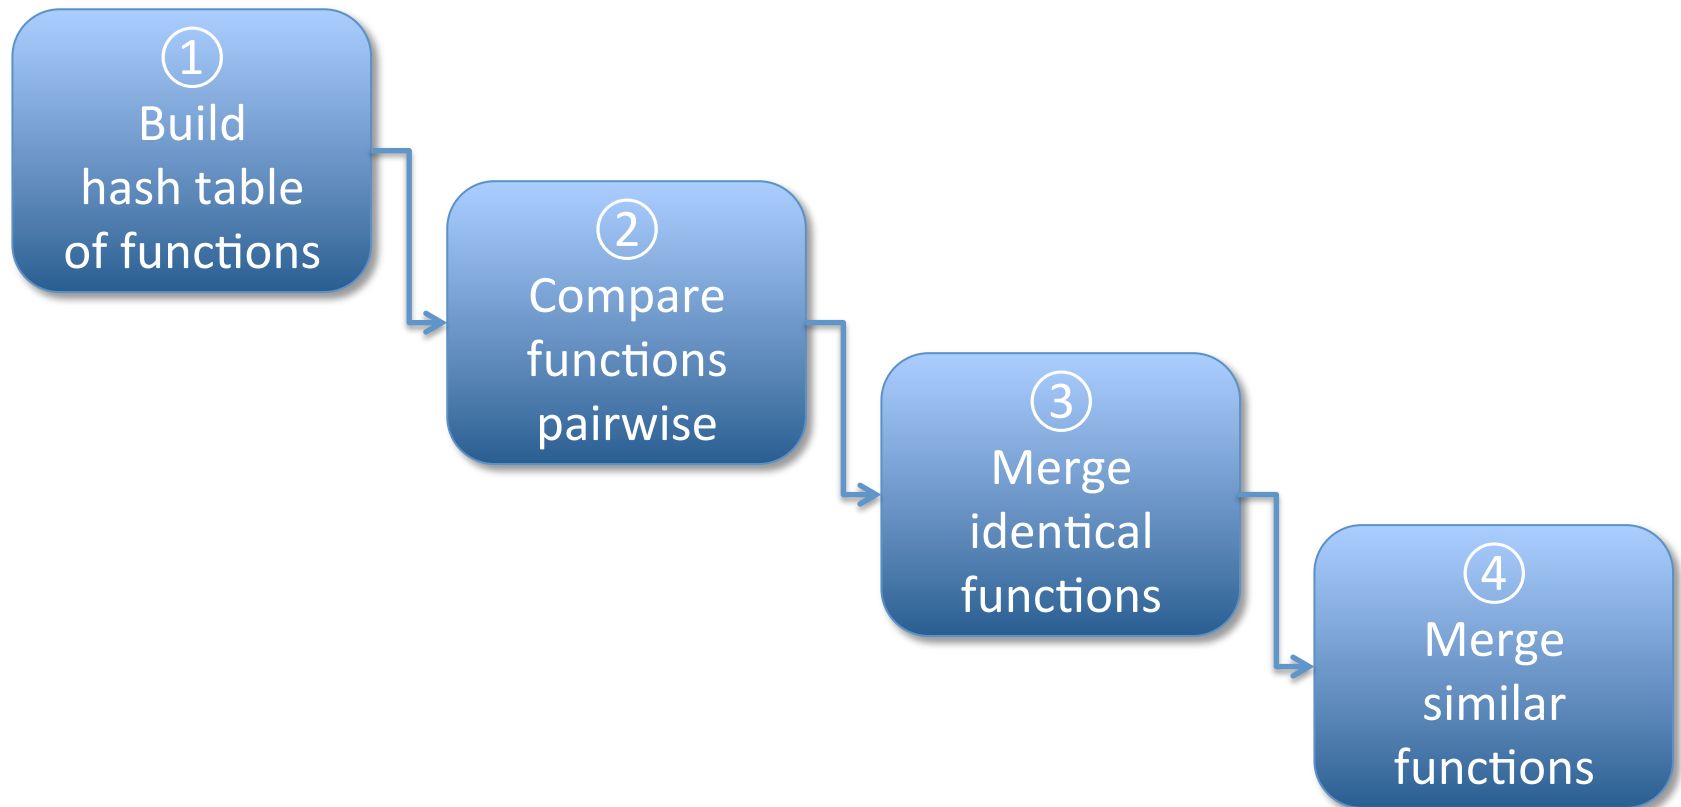 ①
Build
hash table
of functions
②
Compare
functions
pairwise
③
Merge
identical
functions
④
Merge
similar
functions